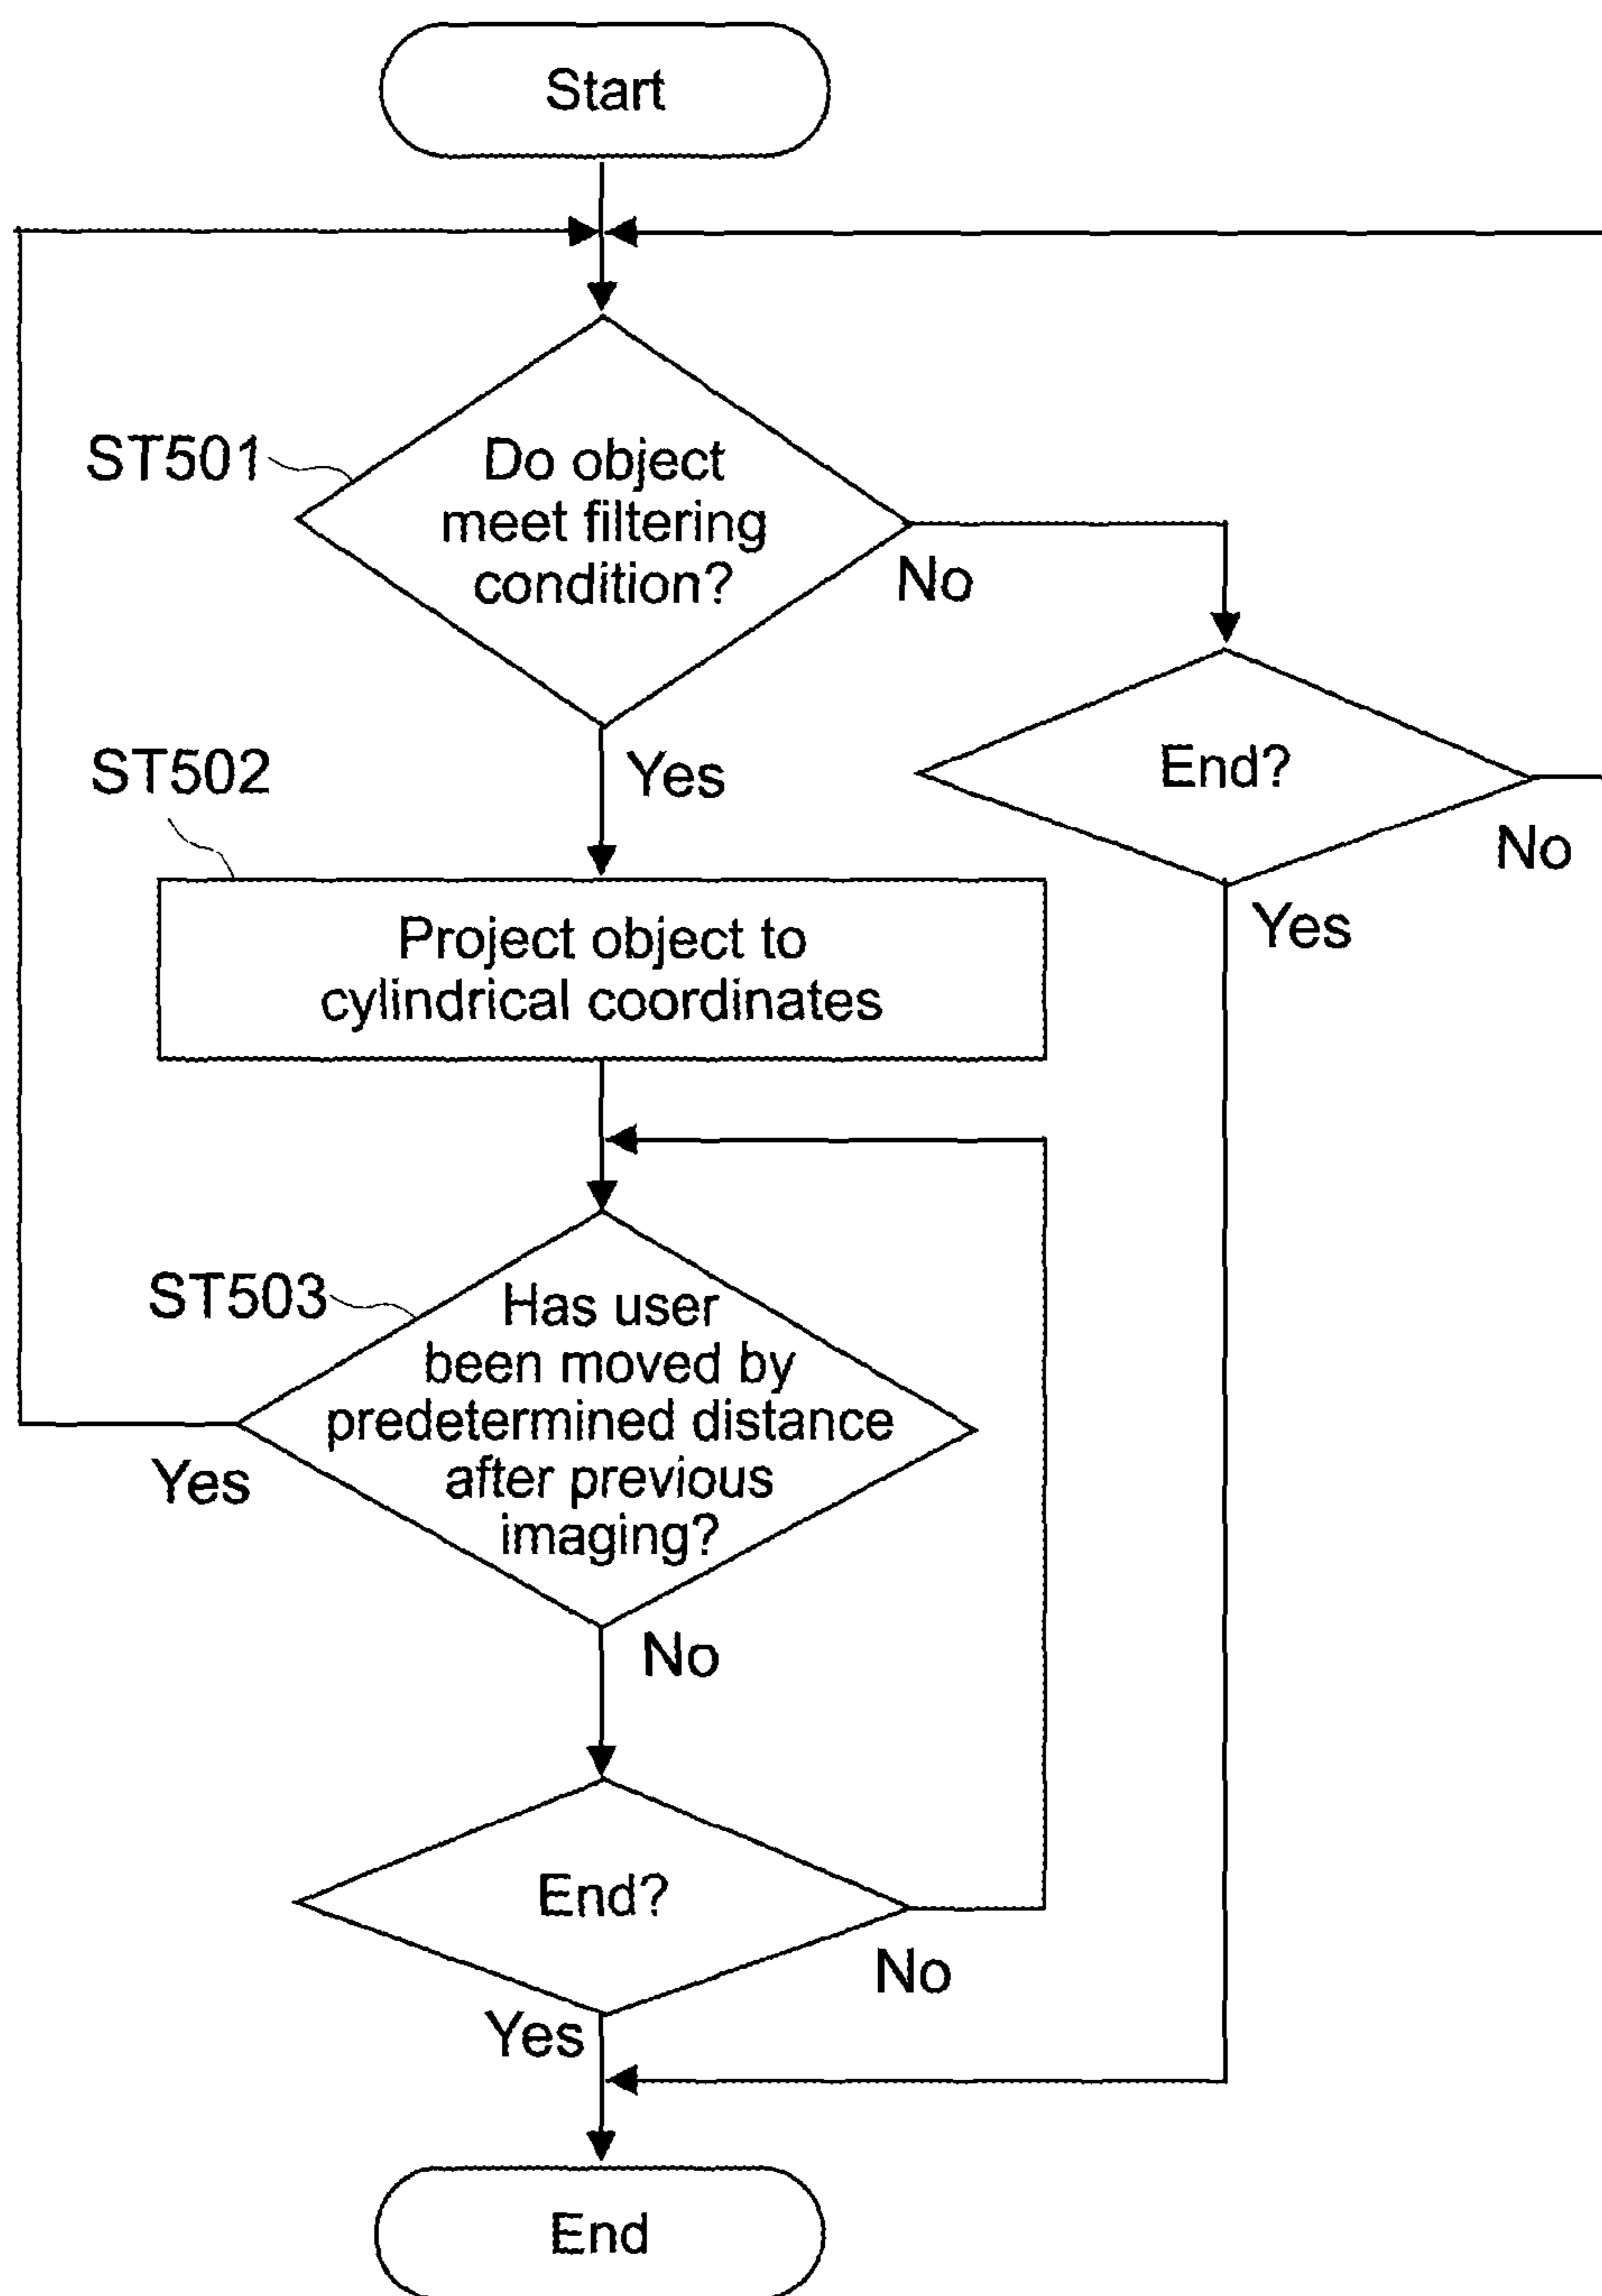 Start
ST501
Do object
meet filtering
condition?
No
Yes
End?
No
Yes
ST502
Project object to
cylindrical coordinates
ST503
Has user
been moved by
predetermined distance
after previous
imaging?
Yes
No
End?
No
Yes
End